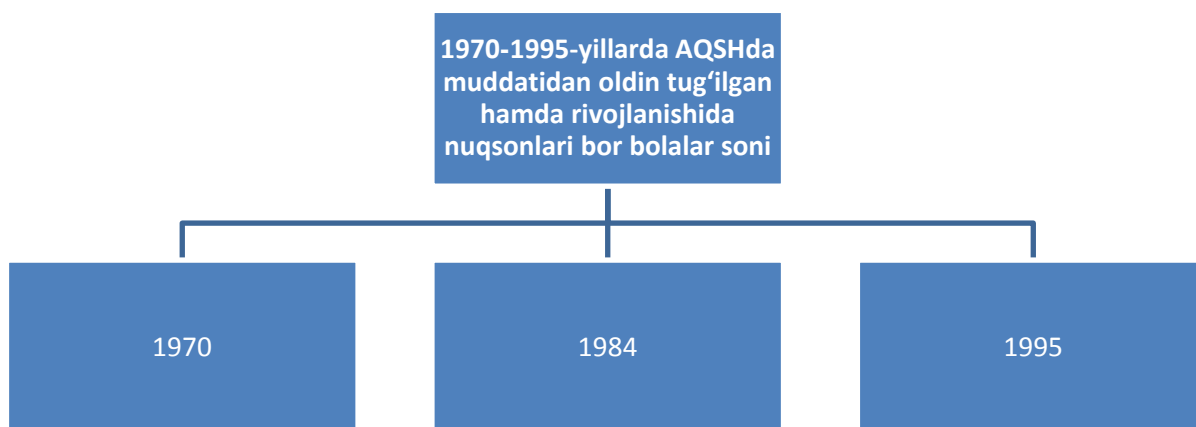 1970-1995-yillarda AQSHda
muddatidan oldin tug‘ilgan
hamda rivojlanishida
nuqsonlari bor bolalar soni
1970
1984
1995